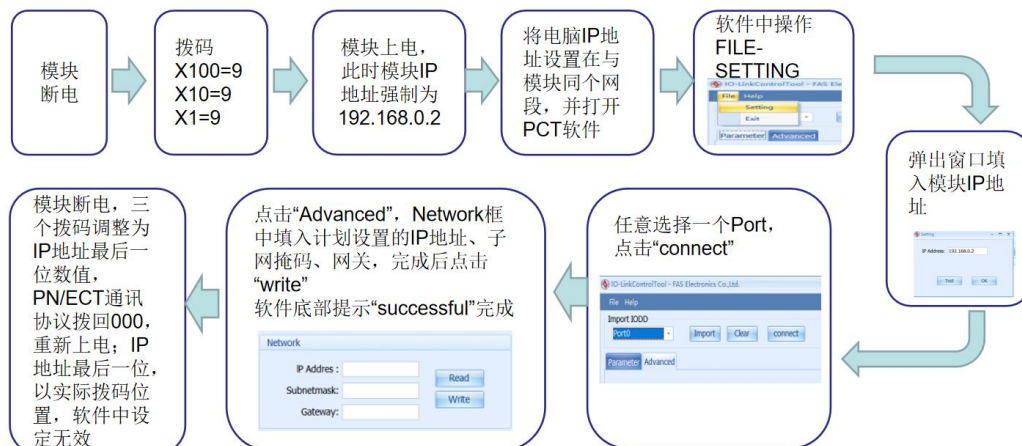 模块
断电
拨码
X100=9
X10=9
X1=9
模块上电，
此时模块IP
地址强制为
192.168.0.2
将电脑IP地
址设置在与
模块同个网
段，并打开
PCT软件
软件中操作
FILE-
SETTING
IO-LinkControlTool - FAS Ele
File Help
Setting
Exit
Parameter Advanced
弹出窗口填
入模块IP地
址
Setting
IP Address: 192.168.0.2
Test OK
任意选择一个Port，
点击“connect”
IO-LinkControlTool - FAS Electronics Co.,Ltd.
File Help
Import IODD
Port0 Import Clear connect
Parameter Advanced
点击“Advanced”，Network框
中填入计划设置的IP地址、子
网掩码、网关，完成后点击
“write”
软件底部提示“successful”完成
Network
IP Addres :
Read
Subnetmask:
Write
Gateway:
模块断电，三
个拨码调整为
IP地址最后一
位数值，
PN/ECT通讯
协议拨回000，
重新上电；IP
地址最后一位，
以实际拨码位
置，软件中设
定无效